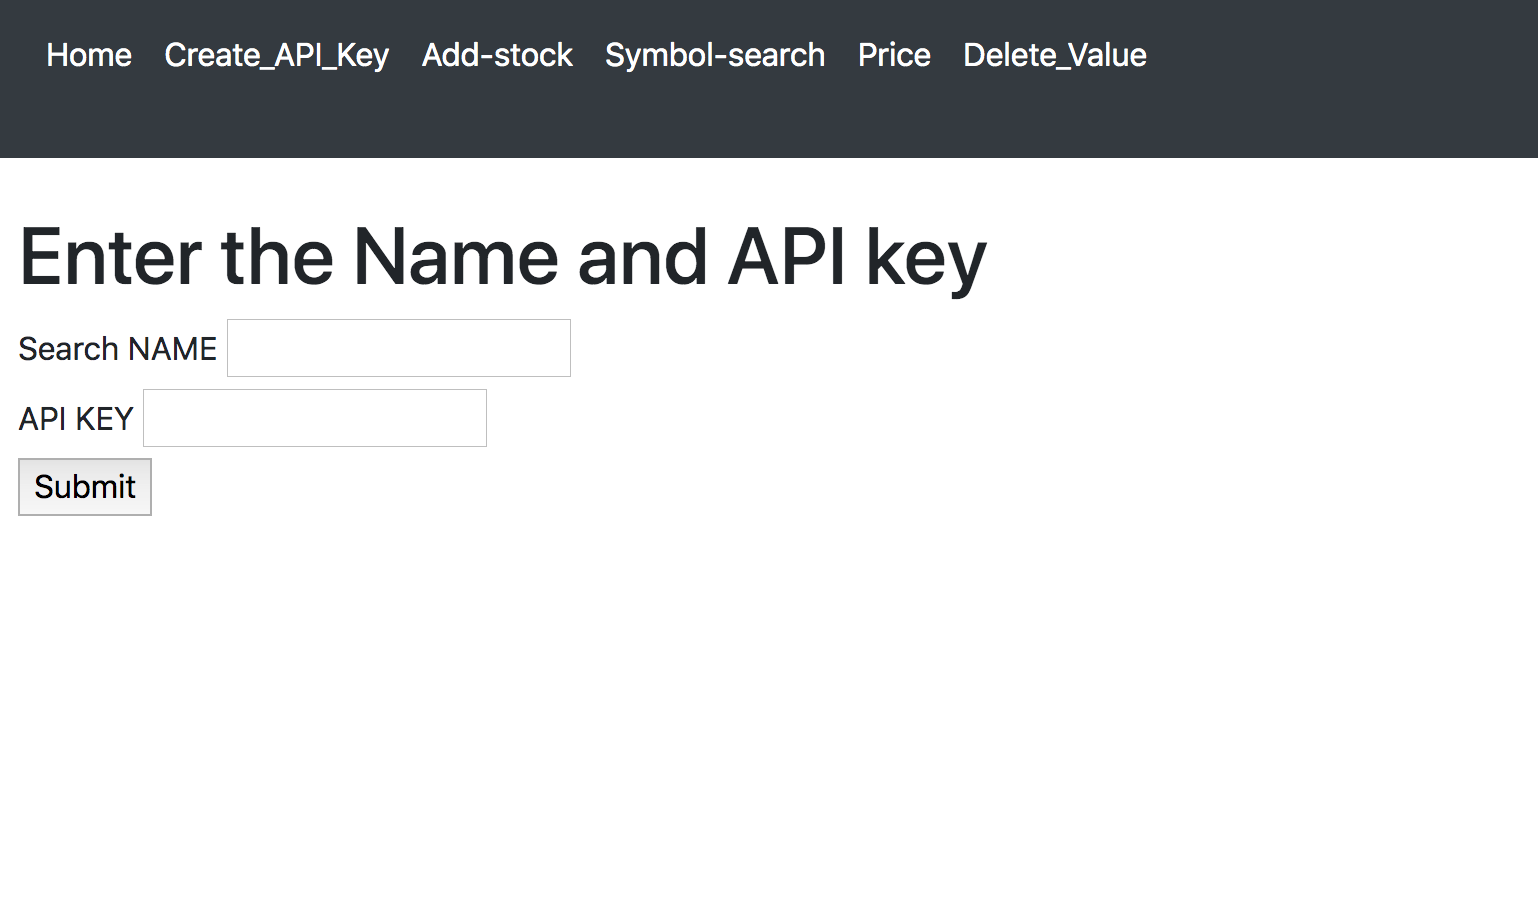 Home Create_API_Key Add-stock Symbol-search Price Delete_Value
Enter the Name and API key
Search NAME
API KEY
Submit